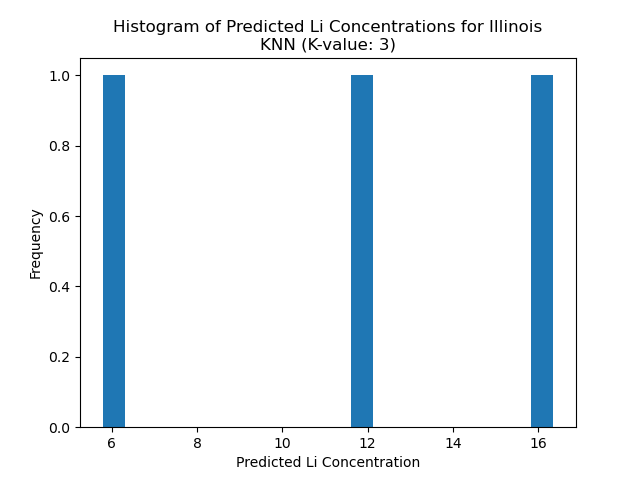 Histogram of Predicted Li Concentrations for Illinois
KNN (K-value: 3)
1.0
0.8
0.6
0.4
0.2
0.0
Frequency
6 8 10 12 14 16
Predicted Li Concentration